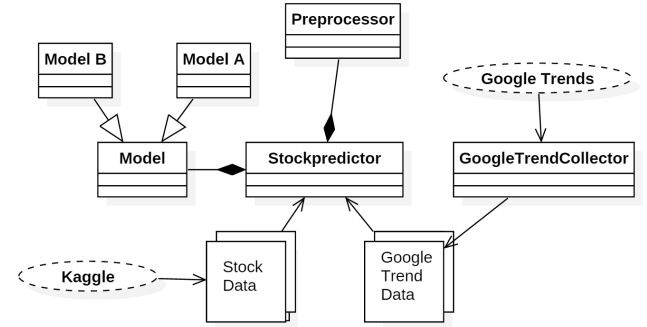 Preprocessor
Model B
Model A
Google Trends
Model
Stockpredictor
GoogleTrendCollector
Kaggle
Stock
Data
Google
Trend
Data